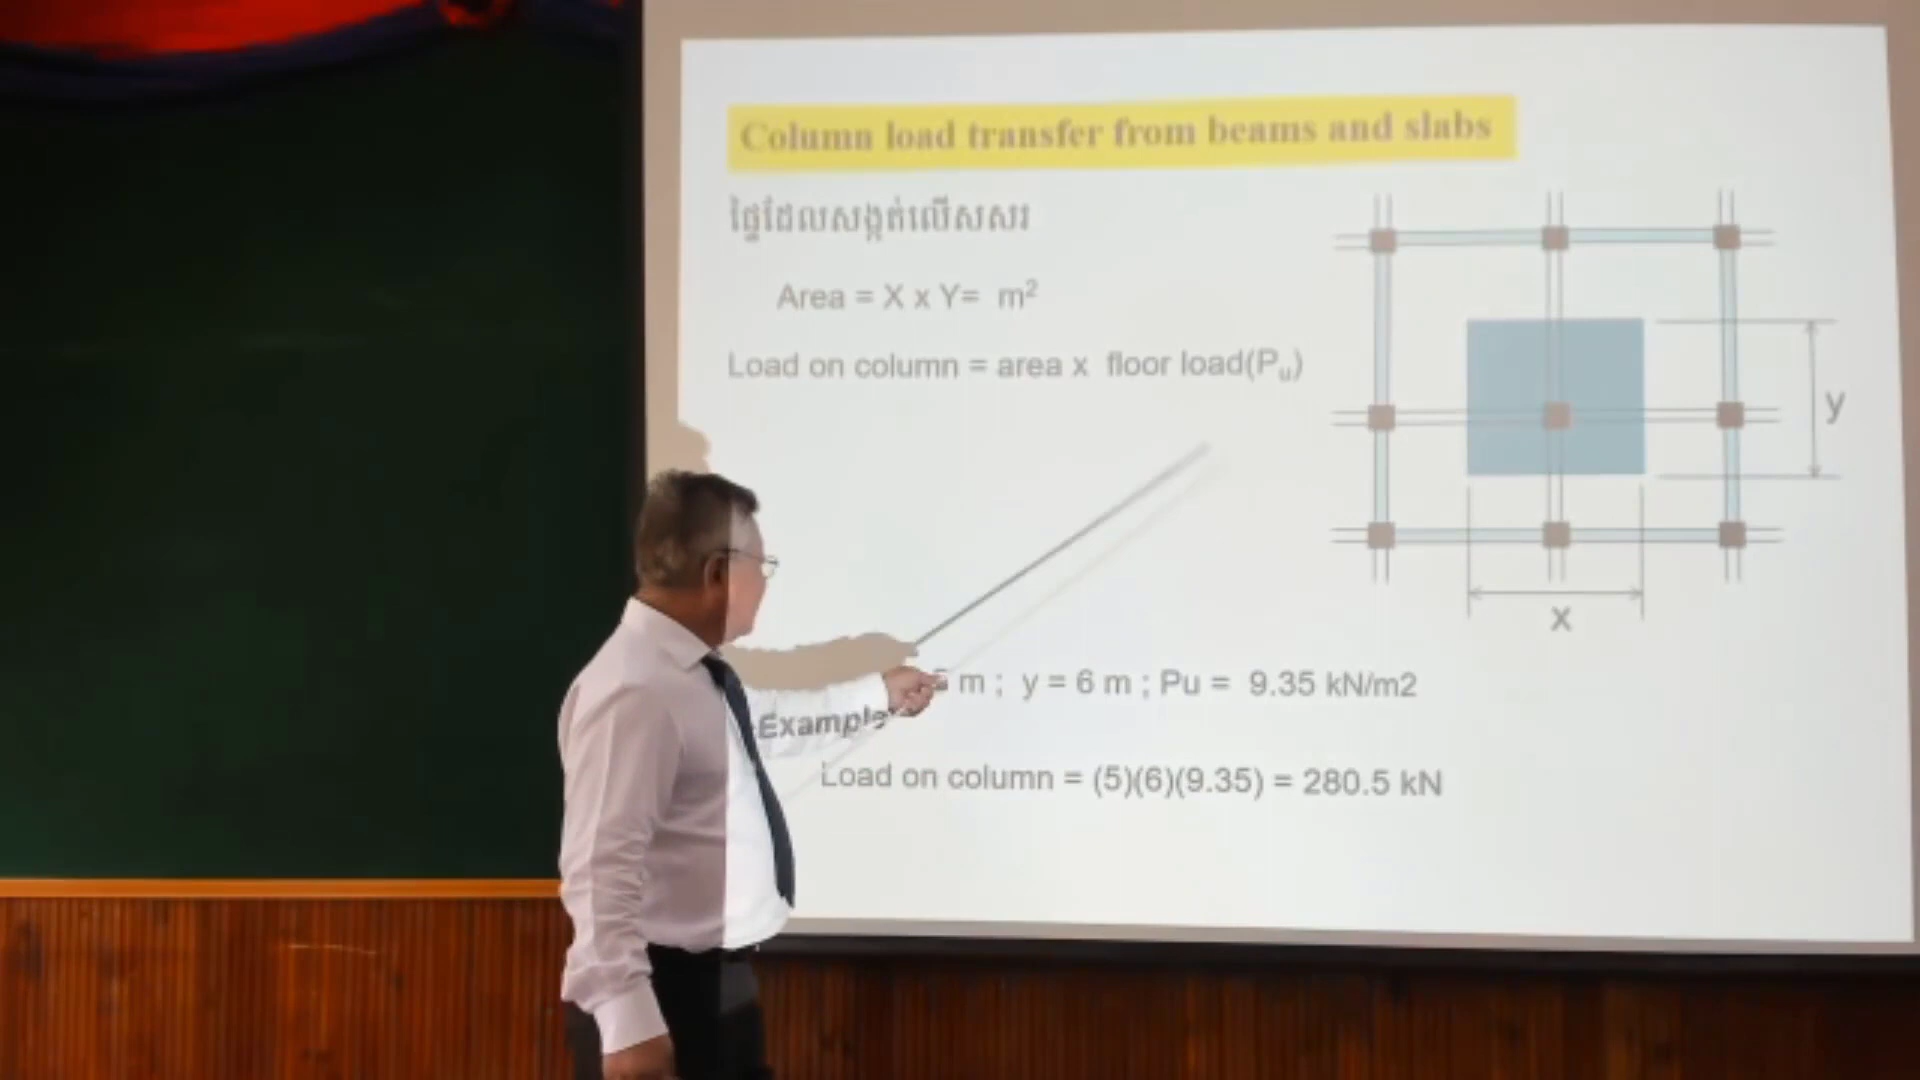 Column load transfer from beams and slabs
ផ្ទៃដែលសង្កត់លើសសរ
Area = X x Y= m²
Load on column = area x floor load(Pᵤ)
y
x
m ; y = 6 m ; Pu = 9.35 kN/m2
Example
Load on column = (5)(6)(9.35) = 280.5 kN